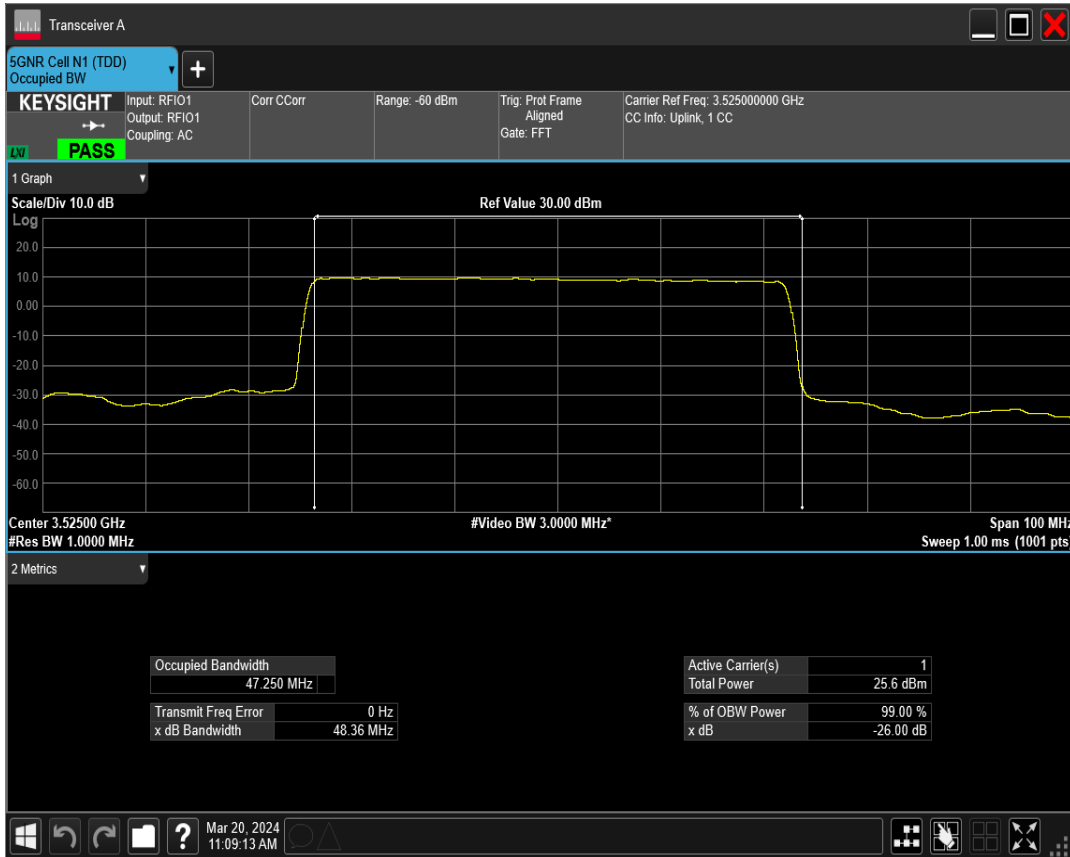 Transceiver A
5GNR Cell N1 (TDD)
Occupied BW
+
KEYSIGHT
Input: RFIO1
Output: RFIO1
Coupling: AC
Corr CCorr
Range: -60 dBm
Trig: Prot Frame
Aligned
Gate: FFT
Carrier Ref Freq: 3.525000000 GHz
CC Info: Uplink, 1 CC
LXI
PASS
1 Graph
Scale/Div 10.0 dB
Ref Value 30.00 dBm
Log
20.0
10.0
0.00
-10.0
-20.0
-30.0
-40.0
-50.0
-60.0
Center 3.52500 GHz
#Video BW 3.0000 MHz*
Span 100 MHz
#Res BW 1.0000 MHz
Sweep 1.00 ms (1001 pts)
2 Metrics
Occupied Bandwidth
47.250 MHz
Transmit Freq Error 0 Hz
x dB Bandwidth 48.36 MHz
Active Carrier(s) 1
Total Power 25.6 dBm
% of OBW Power 99.00 %
x dB -26.00 dB
?
Mar 20, 2024
11:09:13 AM